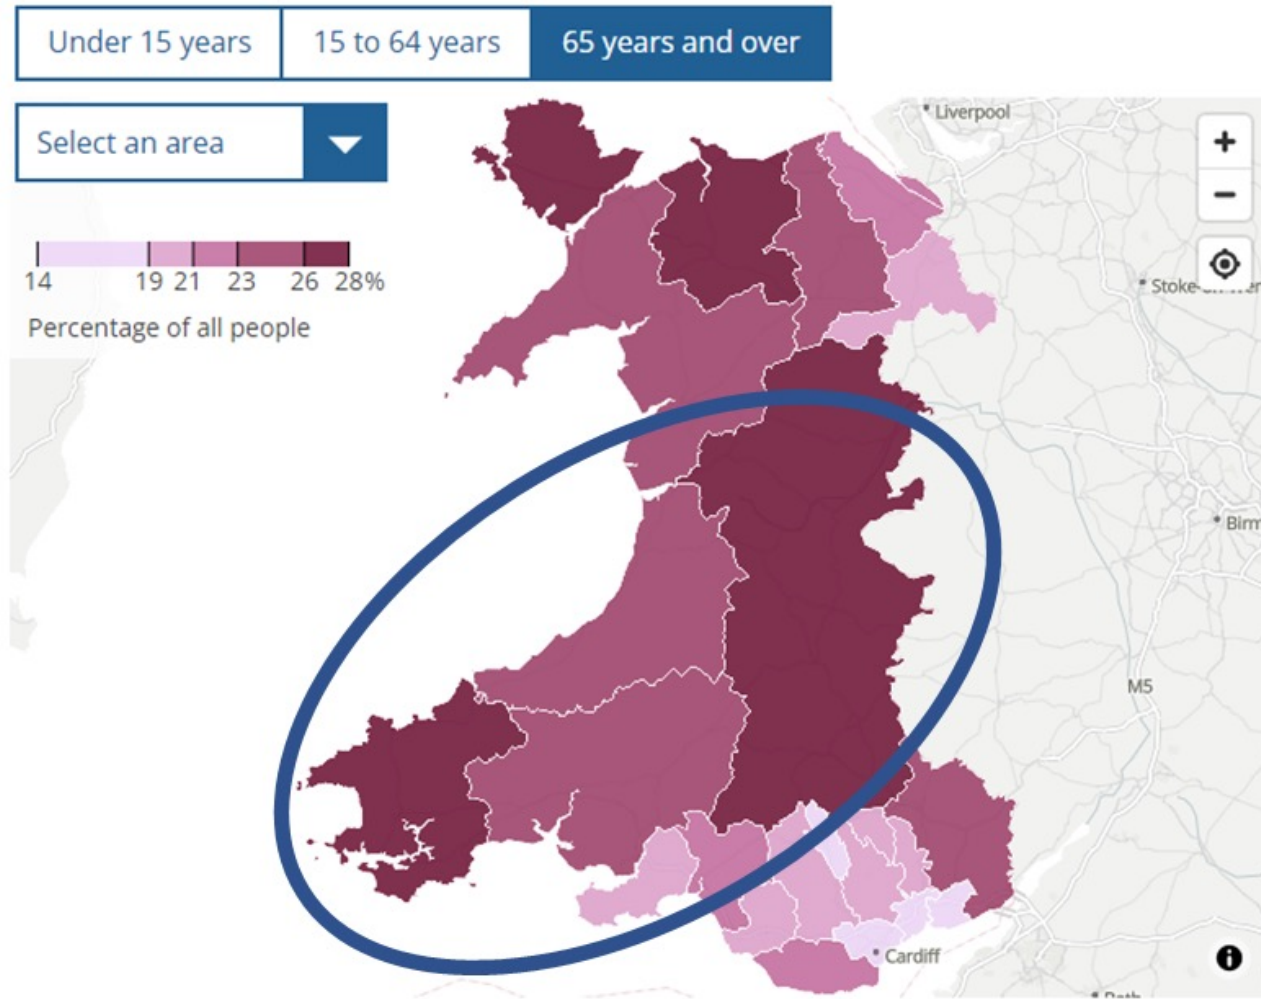 Under 15 years
15 to 64 years
65 years and over
Select an area
Liverpool
+
−
14 19 21 23 26 28%
Percentage of all people
Birm
M5
Cardiff